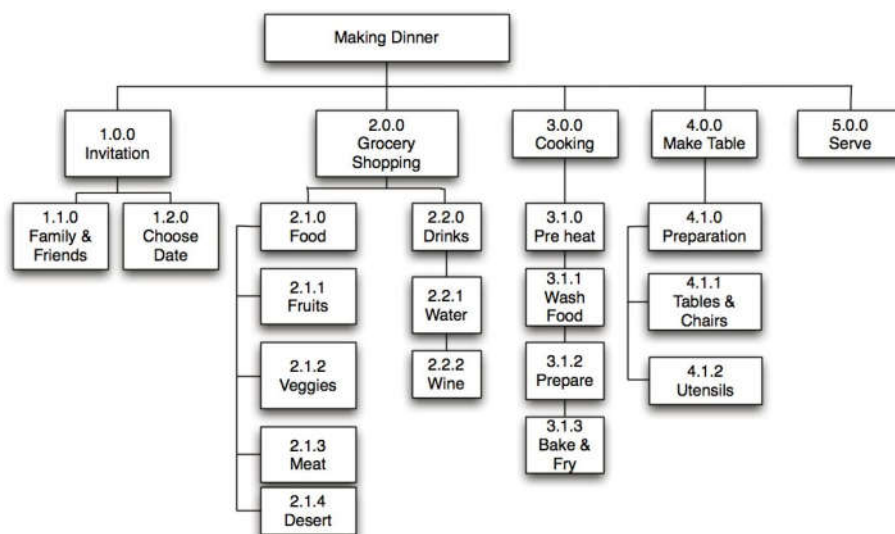 Making Dinner
1.0.0
Invitation
2.0.0
Grocery
Shopping
3.0.0
Cooking
4.0.0
Make Table
5.0.0
Serve
1.1.0
Family &
Friends
1.2.0
Choose
Date
2.1.0
Food
2.2.0
Drinks
3.1.0
Pre heat
4.1.0
Preparation
2.1.1
Fruits
2.2.1
Water
3.1.1
Wash
Food
4.1.1
Tables &
Chairs
2.1.2
Veggies
2.2.2
Wine
3.1.2
Prepare
4.1.2
Utensils
2.1.3
Meat
3.1.3
Bake &
Fry
2.1.4
Desert